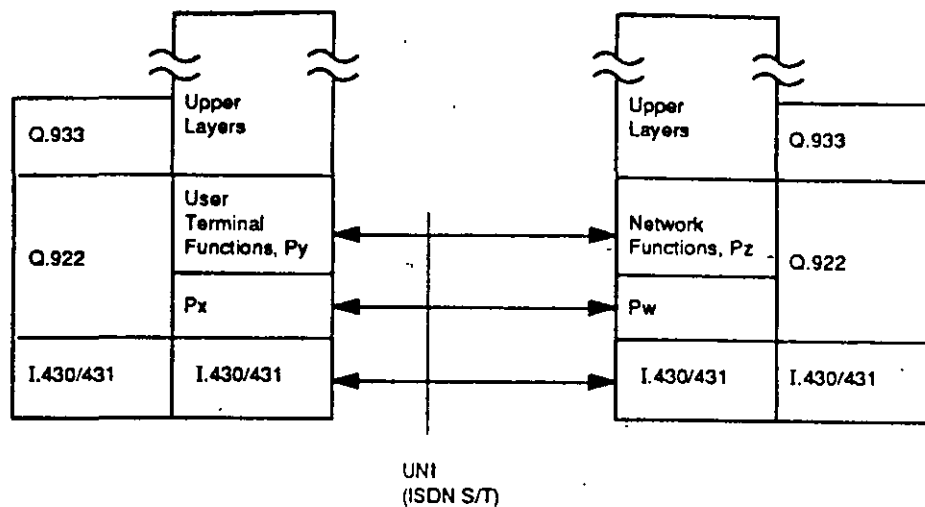 Upper
Layers
Q.933
User
Terminal
Functions, Py
Q.922
Px
I.430/431
I.430/431
Upper
Layers
Q.933
Network
Functions, Pz
Q.922
Pw
I.430/431
I.430/431
UNI
(ISDN S/T)